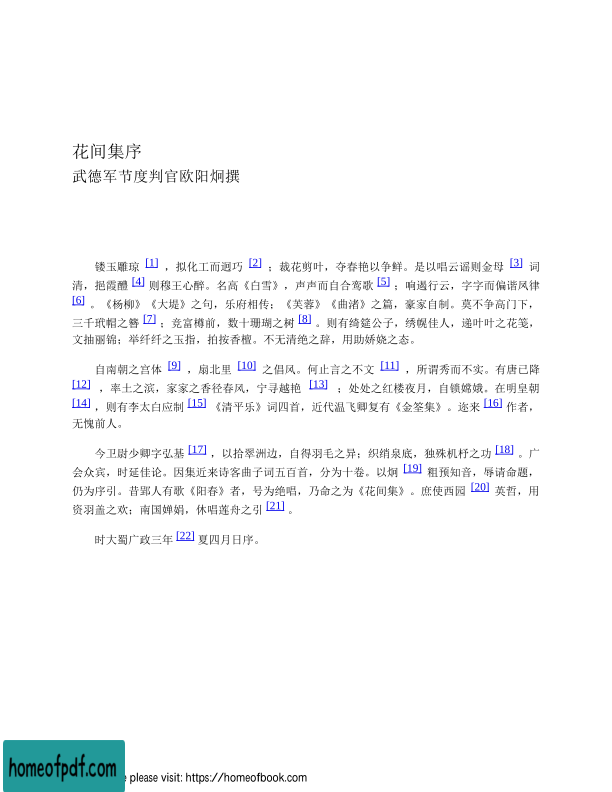 花间集序
武德军节度判官欧阳炯撰
镂玉雕琼 [1] ，拟化工而迥巧 [2] ；裁花剪叶，夺春艳以争鲜。是以唱云谣则金母 [3] 词
清，挹霞醴 [4] 则穆王心醉。名高《白雪》，声声而自合鸾歌 [5] ；响遏行云，字字而偏谐凤律
[6] 。《杨柳》《大堤》之句，乐府相传；《芙蓉》《曲渚》之篇，豪家自制。莫不争高门下，
三千玳瑁之簪 [7] ；竞富樽前，数十珊瑚之树 [8] 。则有绮筵公子，绣幌佳人，递叶叶之花笺，
文抽丽锦；举纤纤之玉指，拍按香檀。不无清绝之辞，用助娇娆之态。
自南朝之宫体 [9] ，扇北里 [10] 之倡风。何止言之不文 [11] ，所谓秀而不实。有唐已降
[12] ，率土之滨，家家之香径春风，宁寻越艳 [13] ；处处之红楼夜月，自锁嫦娥。在明皇朝
[14] ，则有李太白应制 [15] 《清平乐》词四首，近代温飞卿复有《金筌集》。迩来 [16] 作者，
无愧前人。
今卫尉少卿字弘基 [17] ，以拾翠洲边，自得羽毛之异；织绡泉底，独殊机杼之功 [18] 。广
会众宾，时延佳论。因集近来诗客曲子词五百首，分为十卷。以炯 [19] 粗预知音，辱请命题，
仍为序引。昔郢人有歌《阳春》者，号为绝唱，乃命之为《花间集》。庶使西园 [20] 英哲，用
资羽盖之欢；南国婵娟，休唱莲舟之引 [21] 。
时大蜀广政三年 [22] 夏四月日序。
homeofpdf.com
e please visit: https://homeofbook.com